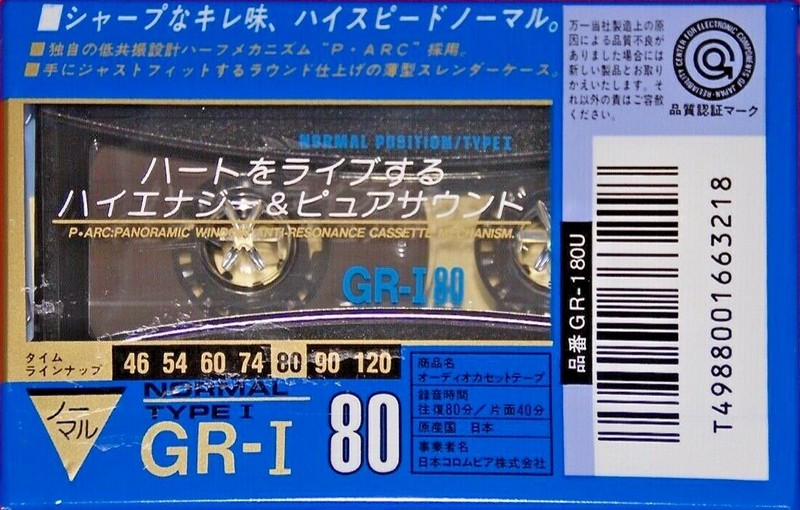 ■シャープなキレ味、ハイスピードノーマル。
■独自の低共振設計ハーフメカニズム“P・ARC”採用。
■手にジャストフィットするラウンド仕上げの薄型スレンダーケース。
NORMAL POSITION/TYPE I
ハートをライブする
ハイエナジー&ピュアサウンド
P・ARC:PANORAMIC WINDOW ANTI-RESONANCE CASSETTE MECHANISM.
GR-I 80
タイム
ラインナップ
46 54 60 74 80 90 120
ノー
マル
NORMAL
TYPE I
GR-I 80
商品名
オーディオカセットテープ
録音時間
往復80分/片面40分
原産国 日本
事業者名
日本コロムビア株式会社
万一当社製造上の原
因による品質不良が
ありました場合には
新しい製品とお取り
かえいたします。そ
れ以外の責はご容赦
ください。
RELIABILITY CENTER FOR ELECTRONIC COMPONENTS OF JAPAN
品質認証マーク
品番 GR-180U
T4988001663218